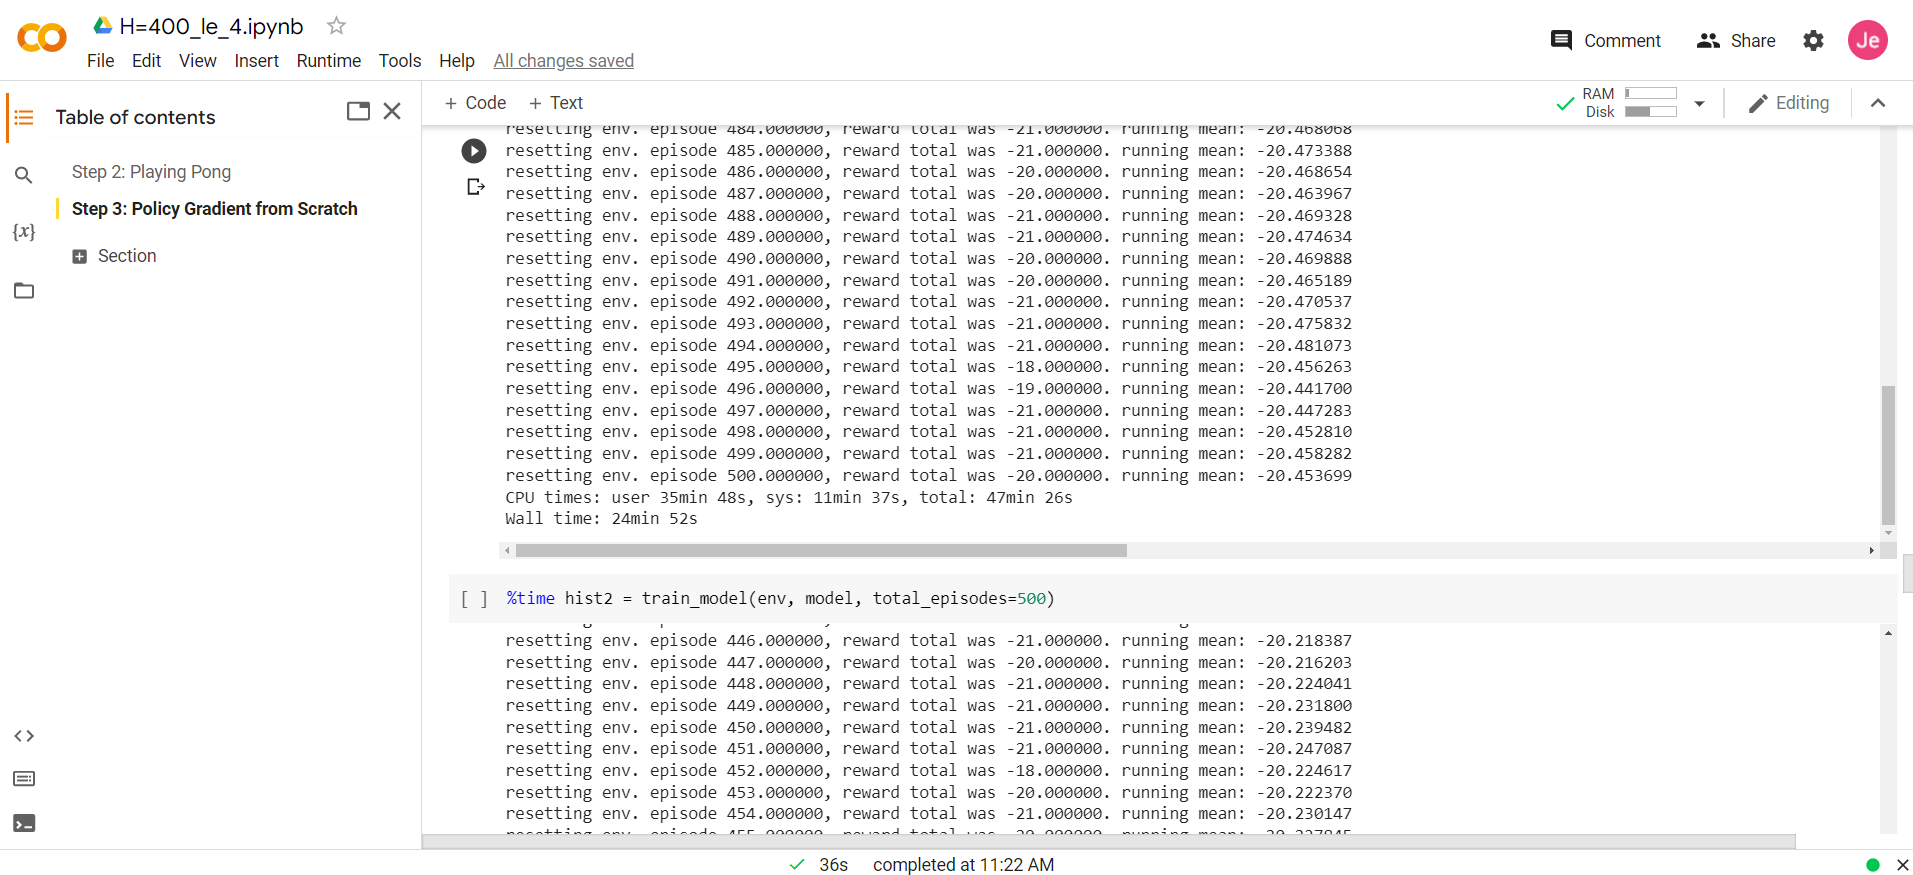 H=400_le_4.ipynb
Comment
Share
Je
File Edit View Insert Runtime Tools Help All changes saved
Table of contents
Step 2: Playing Pong
Step 3: Policy Gradient from Scratch
Section
{x}
+ Code + Text
RAM
Disk
Editing
resetting env. episode 484.000000, reward total was -21.000000. running mean: -20.468068
resetting env. episode 485.000000, reward total was -21.000000. running mean: -20.473388
resetting env. episode 486.000000, reward total was -20.000000. running mean: -20.468654
resetting env. episode 487.000000, reward total was -20.000000. running mean: -20.463967
resetting env. episode 488.000000, reward total was -21.000000. running mean: -20.469328
resetting env. episode 489.000000, reward total was -21.000000. running mean: -20.474634
resetting env. episode 490.000000, reward total was -20.000000. running mean: -20.469888
resetting env. episode 491.000000, reward total was -20.000000. running mean: -20.465189
resetting env. episode 492.000000, reward total was -21.000000. running mean: -20.470537
resetting env. episode 493.000000, reward total was -21.000000. running mean: -20.475832
resetting env. episode 494.000000, reward total was -21.000000. running mean: -20.481073
resetting env. episode 495.000000, reward total was -18.000000. running mean: -20.456263
resetting env. episode 496.000000, reward total was -19.000000. running mean: -20.441700
resetting env. episode 497.000000, reward total was -21.000000. running mean: -20.447283
resetting env. episode 498.000000, reward total was -21.000000. running mean: -20.452810
resetting env. episode 499.000000, reward total was -21.000000. running mean: -20.458282
resetting env. episode 500.000000, reward total was -20.000000. running mean: -20.453699
CPU times: user 35min 48s, sys: 11min 37s, total: 47min 26s
Wall time: 24min 52s
[ ] %time hist2 = train_model(env, model, total_episodes=500)
resetting env. episode 446.000000, reward total was -21.000000. running mean: -20.218387
resetting env. episode 447.000000, reward total was -20.000000. running mean: -20.216203
resetting env. episode 448.000000, reward total was -21.000000. running mean: -20.224041
resetting env. episode 449.000000, reward total was -21.000000. running mean: -20.231800
resetting env. episode 450.000000, reward total was -21.000000. running mean: -20.239482
resetting env. episode 451.000000, reward total was -21.000000. running mean: -20.247087
resetting env. episode 452.000000, reward total was -18.000000. running mean: -20.224617
resetting env. episode 453.000000, reward total was -20.000000. running mean: -20.222370
resetting env. episode 454.000000, reward total was -21.000000. running mean: -20.230147
36s completed at 11:22 AM